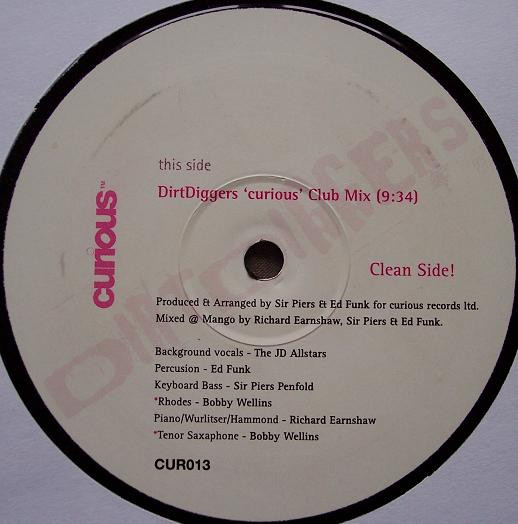 DIRTDIGGERS
curious™
this side
DirtDiggers 'curious' Club Mix (9:34)
Clean Side!
Produced & Arranged by Sir Piers & Ed Funk for curious records ltd.
Mixed @ Mango by Richard Earnshaw, Sir Piers & Ed Funk.
Background vocals - The JD Allstars
Percusion - Ed Funk
Keyboard Bass - Sir Piers Penfold
*Rhodes - Bobby Wellins
Piano/Wurlitser/Hammond - Richard Earnshaw
*Tenor Saxaphone - Bobby Wellins
CUR013